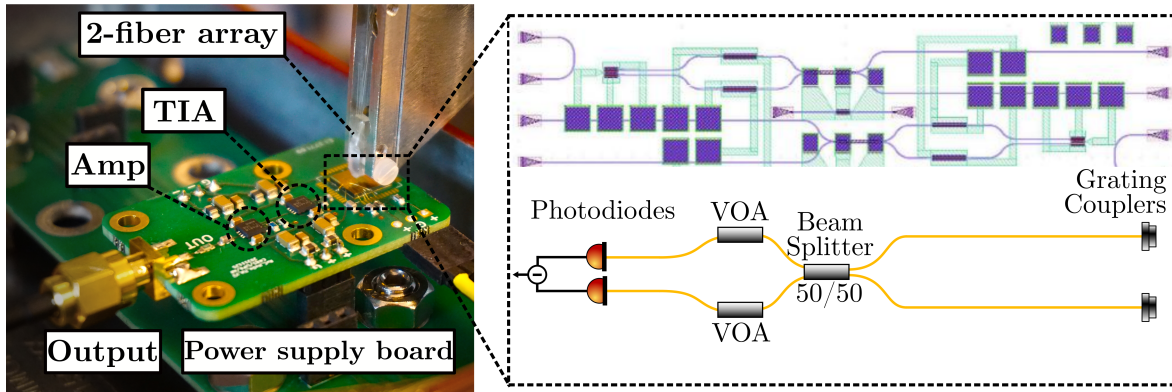 2-fiber array
TIA
Amp
OUT
Output
Power supply board
Photodiodes
VOA
Beam
Splitter
50/50
VOA
Grating
Couplers